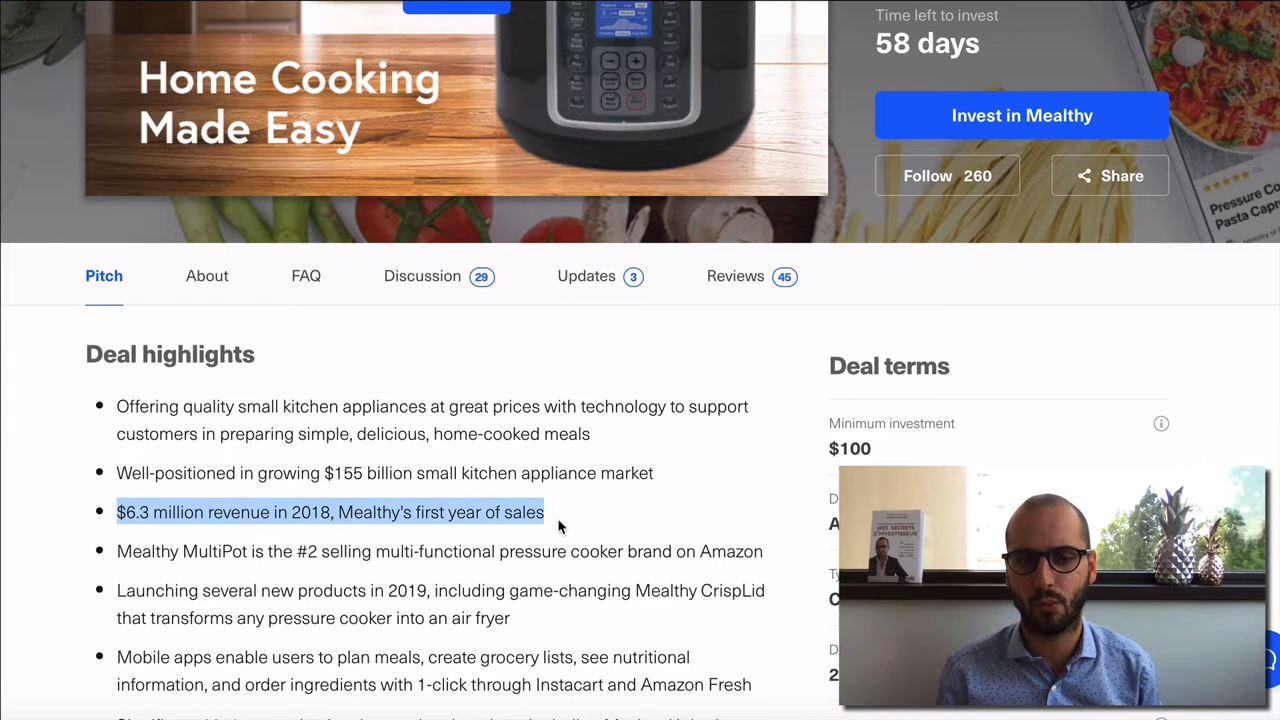 Time left to invest
58 days
Home Cooking
Made Easy
Invest in Mealthy
Follow 260
Share
Pressure Co
Pasta Capr
Pitch
About
FAQ
Discussion 29
Updates 3
Reviews 45
Deal highlights
Offering quality small kitchen appliances at great prices with technology to support
customers in preparing simple, delicious, home-cooked meals
Well-positioned in growing $155 billion small kitchen appliance market
$6.3 million revenue in 2018, Mealthy's first year of sales
Mealthy MultiPot is the #2 selling multi-functional pressure cooker brand on Amazon
Launching several new products in 2019, including game-changing Mealthy CrispLid
that transforms any pressure cooker into an air fryer
Mobile apps enable users to plan meals, create grocery lists, see nutritional
information, and order ingredients with 1-click through Instacart and Amazon Fresh
Deal terms
Minimum investment
$100
MES SECRETS
D'INVESTISSEUR